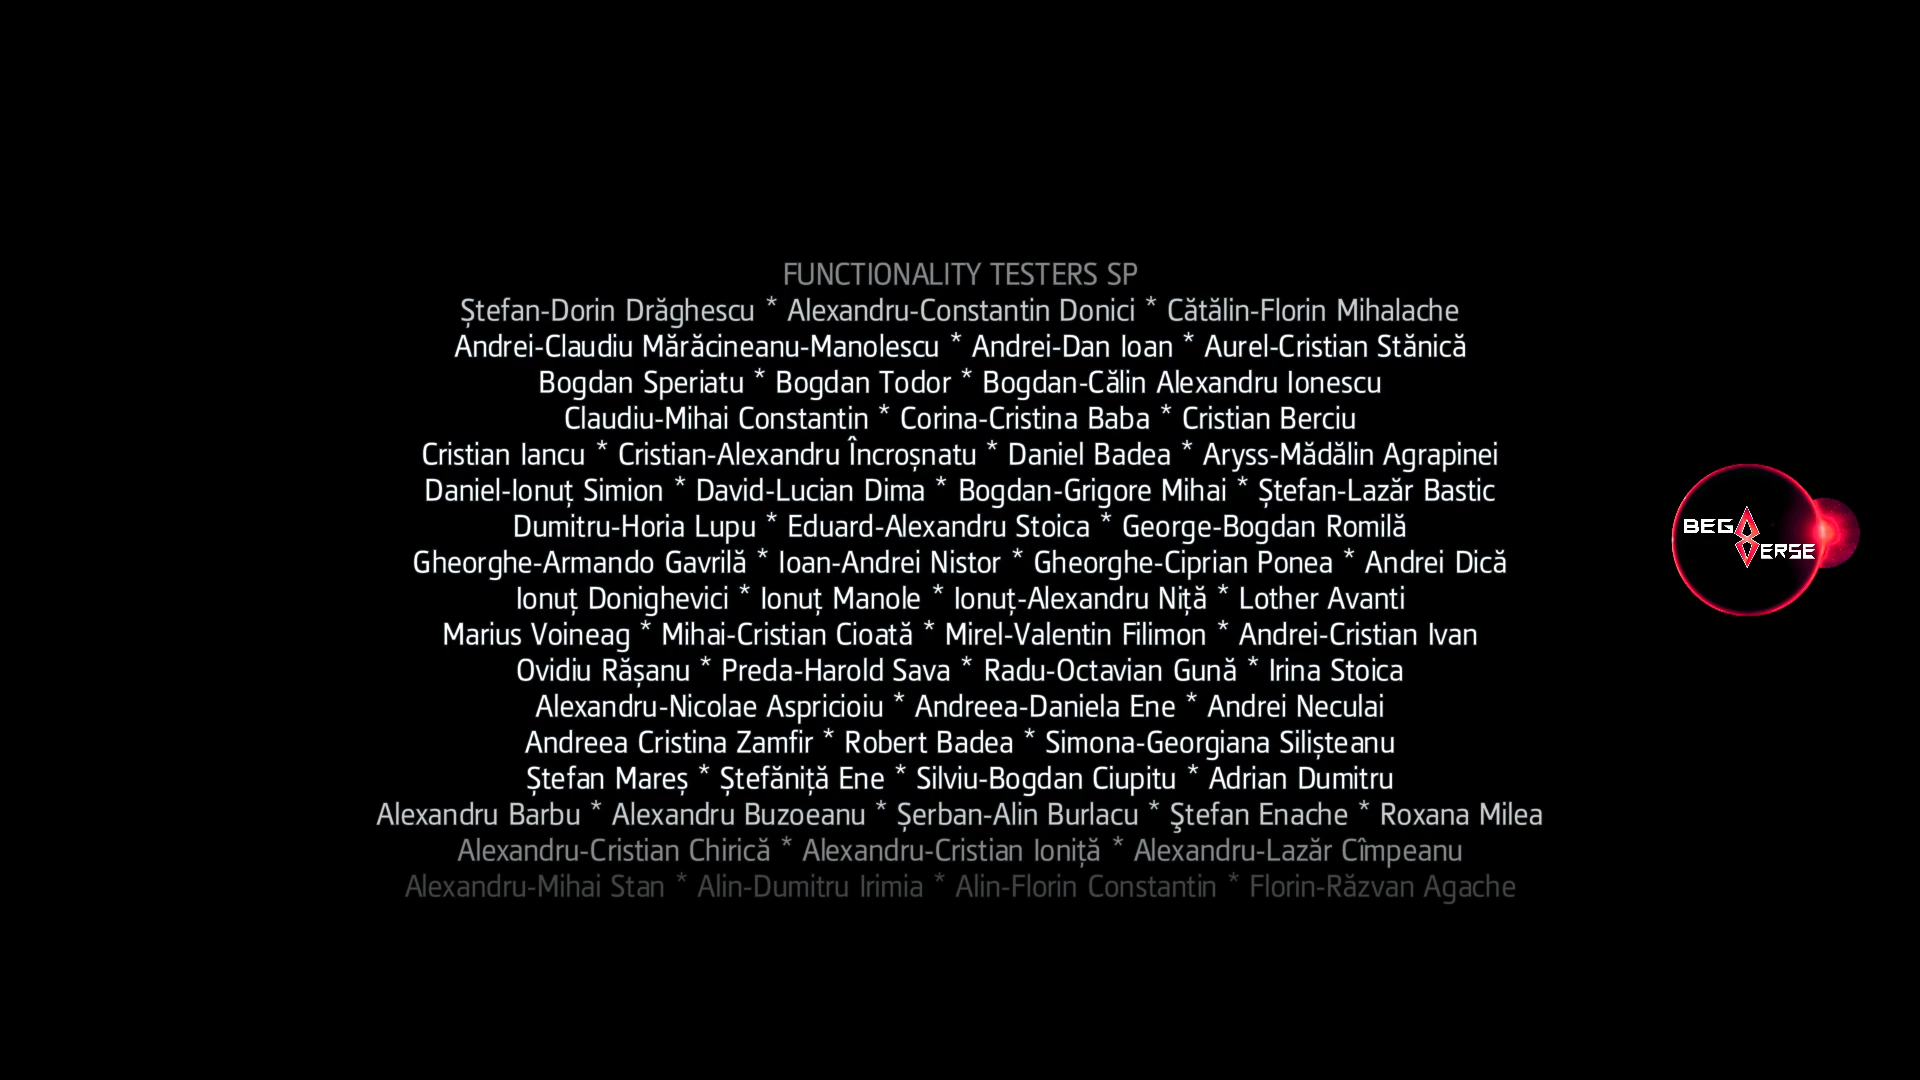 FUNCTIONALITY TESTERS SP
Ștefan-Dorin Drăghescu * Alexandru-Constantin Donici * Cătălin-Florin Mihalache
Andrei-Claudiu Mărăcineanu-Manolescu * Andrei-Dan Ioan * Aurel-Cristian Stănică
Bogdan Speriatu * Bogdan Todor * Bogdan-Călin Alexandru Ionescu
Claudiu-Mihai Constantin * Corina-Cristina Baba * Cristian Berciu
Cristian Iancu * Cristian-Alexandru Încroșnatu * Daniel Badea * Aryss-Mădălin Agrapinei
Daniel-Ionuț Simion * David-Lucian Dima * Bogdan-Grigore Mihai * Ștefan-Lazăr Bastic
Dumitru-Horia Lupu * Eduard-Alexandru Stoica * George-Bogdan Romilă
Gheorghe-Armando Gavrilă * Ioan-Andrei Nistor * Gheorghe-Ciprian Ponea * Andrei Dică
Ionuț Donighevici * Ionuț Manole * Ionuț-Alexandru Niță * Lother Avanti
Marius Voineag * Mihai-Cristian Cioată * Mirel-Valentin Filimon * Andrei-Cristian Ivan
Ovidiu Rășanu * Preda-Harold Sava * Radu-Octavian Gună * Irina Stoica
Alexandru-Nicolae Aspricioiu * Andreea-Daniela Ene * Andrei Neculai
Andreea Cristina Zamfir * Robert Badea * Simona-Georgiana Silișteanu
Ștefan Mareș * Ștefăniță Ene * Silviu-Bogdan Ciupitu * Adrian Dumitru
Alexandru Barbu * Alexandru Buzoeanu * Șerban-Alin Burlacu * Ştefan Enache * Roxana Milea
Alexandru-Cristian Chirică * Alexandru-Cristian Ioniță * Alexandru-Lazăr Cîmpeanu
Alexandru-Mihai Stan * Alin-Dumitru Irimia * Alin-Florin Constantin * Florin-Răzvan Agache
BEGA
VERSE